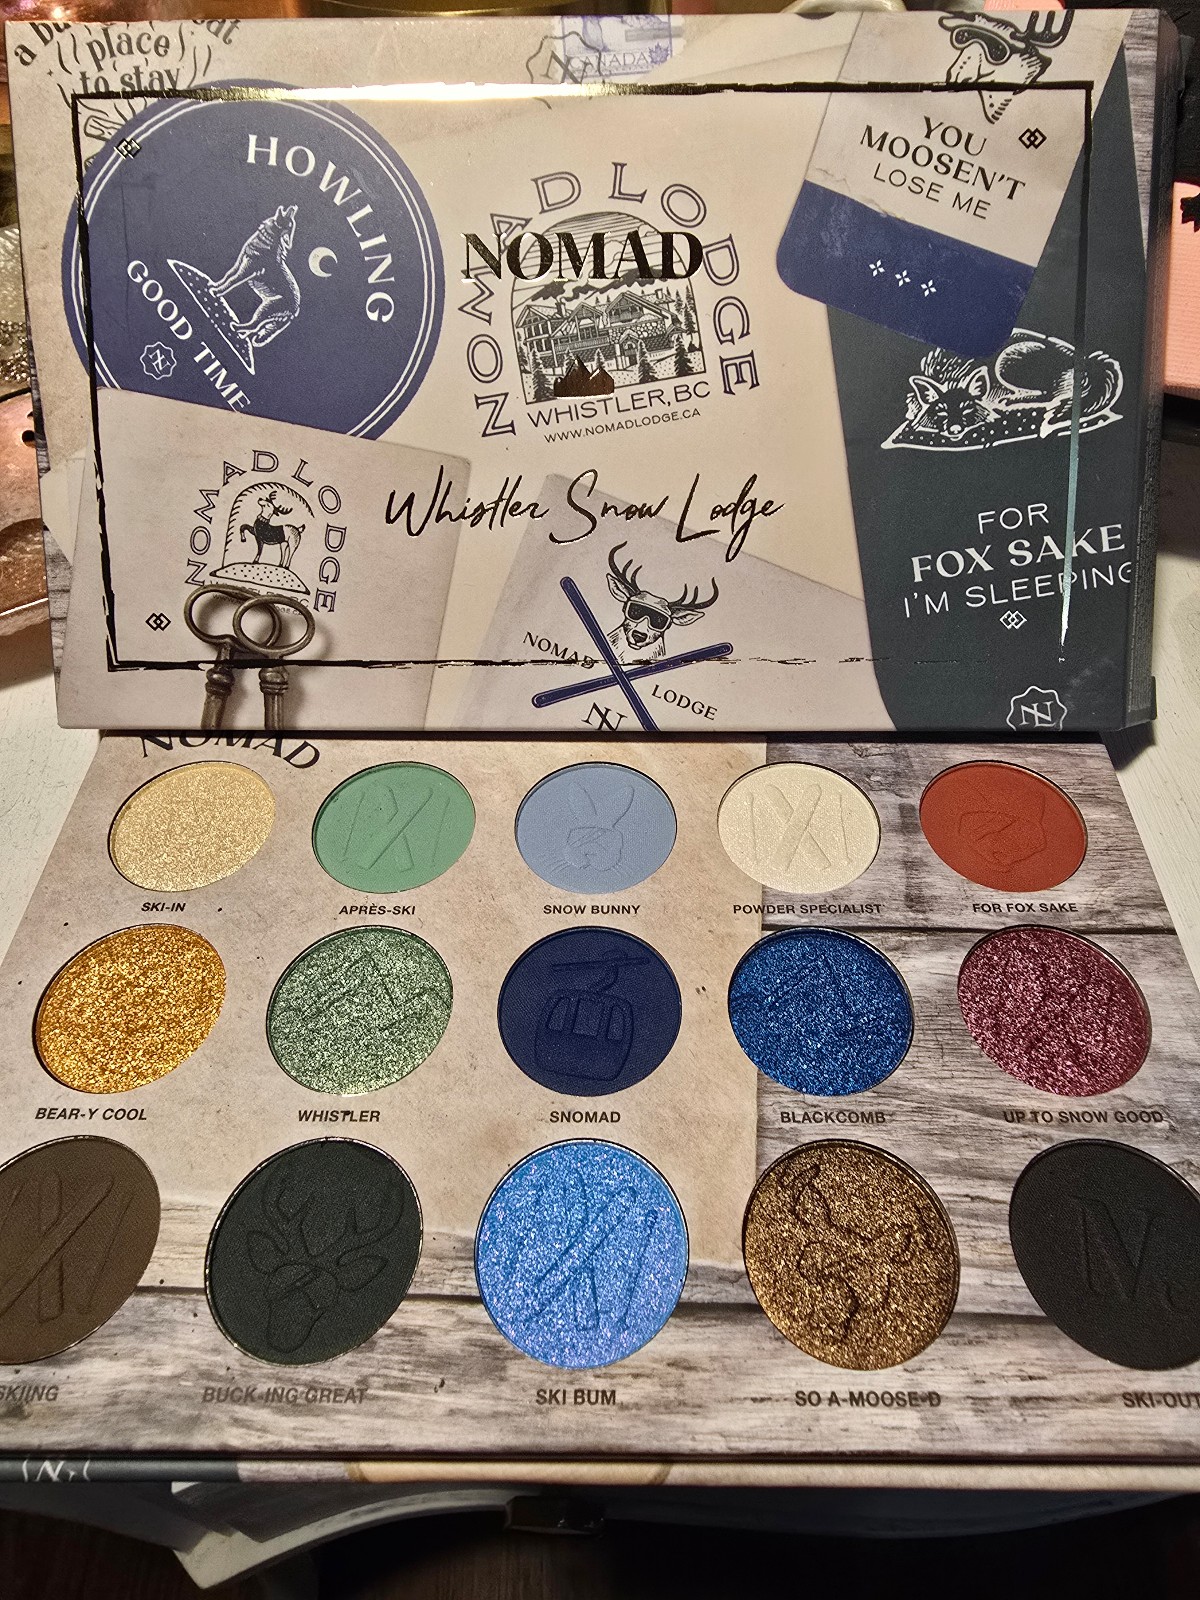 place
to stay
CANADA
HOWLING
GOOD TIME
YOU
MOOSEN'T
LOSE ME
NOMAD LODGE
NOMAD
WHISTLER, BC
WWW.NOMADLODGE.CA
Whistler Snow Lodge
NOMAD LODGE
FOR
FOX SAKE
I'M SLEEPING
NOMAD
LODGE
N
NOMAD
SKI-IN
APRÈS-SKI
SNOW BUNNY
POWDER SPECIALIST
FOR FOX SAKE
BEAR-Y COOL
WHISTLER
SNOMAD
BLACKCOMB
UP TO SNOW GOOD
SKIING
BUCK-ING GREAT
SKI BUM
SO A-MOOSE-D
SKI-OUT